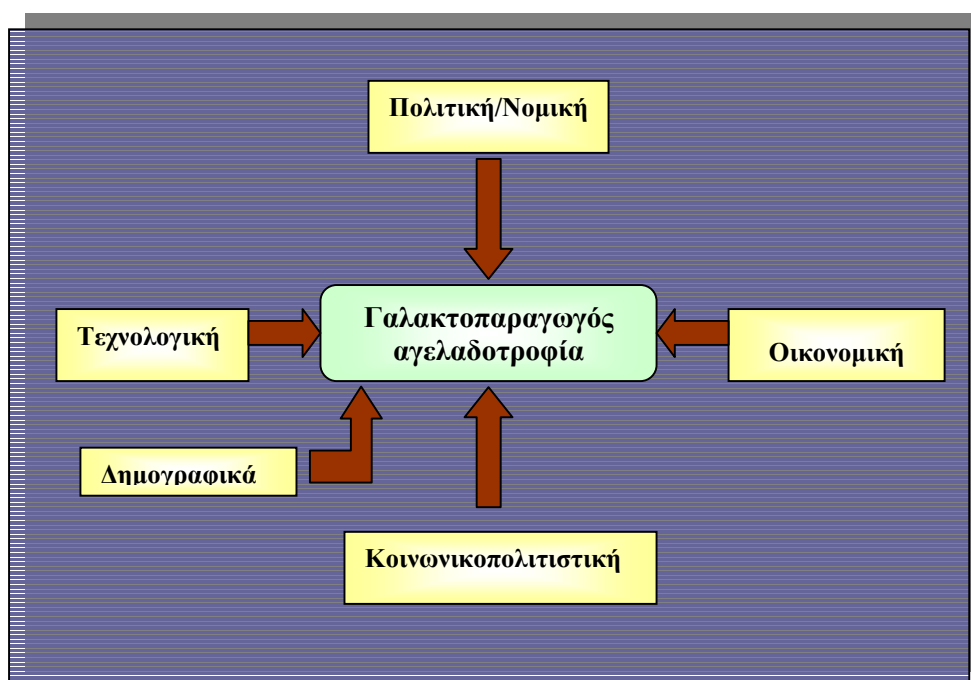 Πολιτική/Νομική
Γαλακτοπαραγωγός
αγελαδοτροφία
Τεχνολογική
Οικονομική
Δημογραφικά
Κοινωνικοπολιτιστική